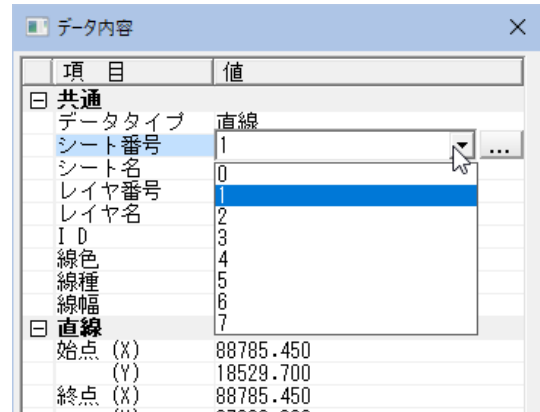 データ内容
項　目 値
共通
データタイプ 直線
シート番号 1 ...
シート名 0
レイヤ番号 1
レイヤ名 2
ＩＤ 3
線色 4
線種 5
線幅 6
直線 7
始点 (X) 88785.450
(Y) 18529.700
終点 (X) 88785.450